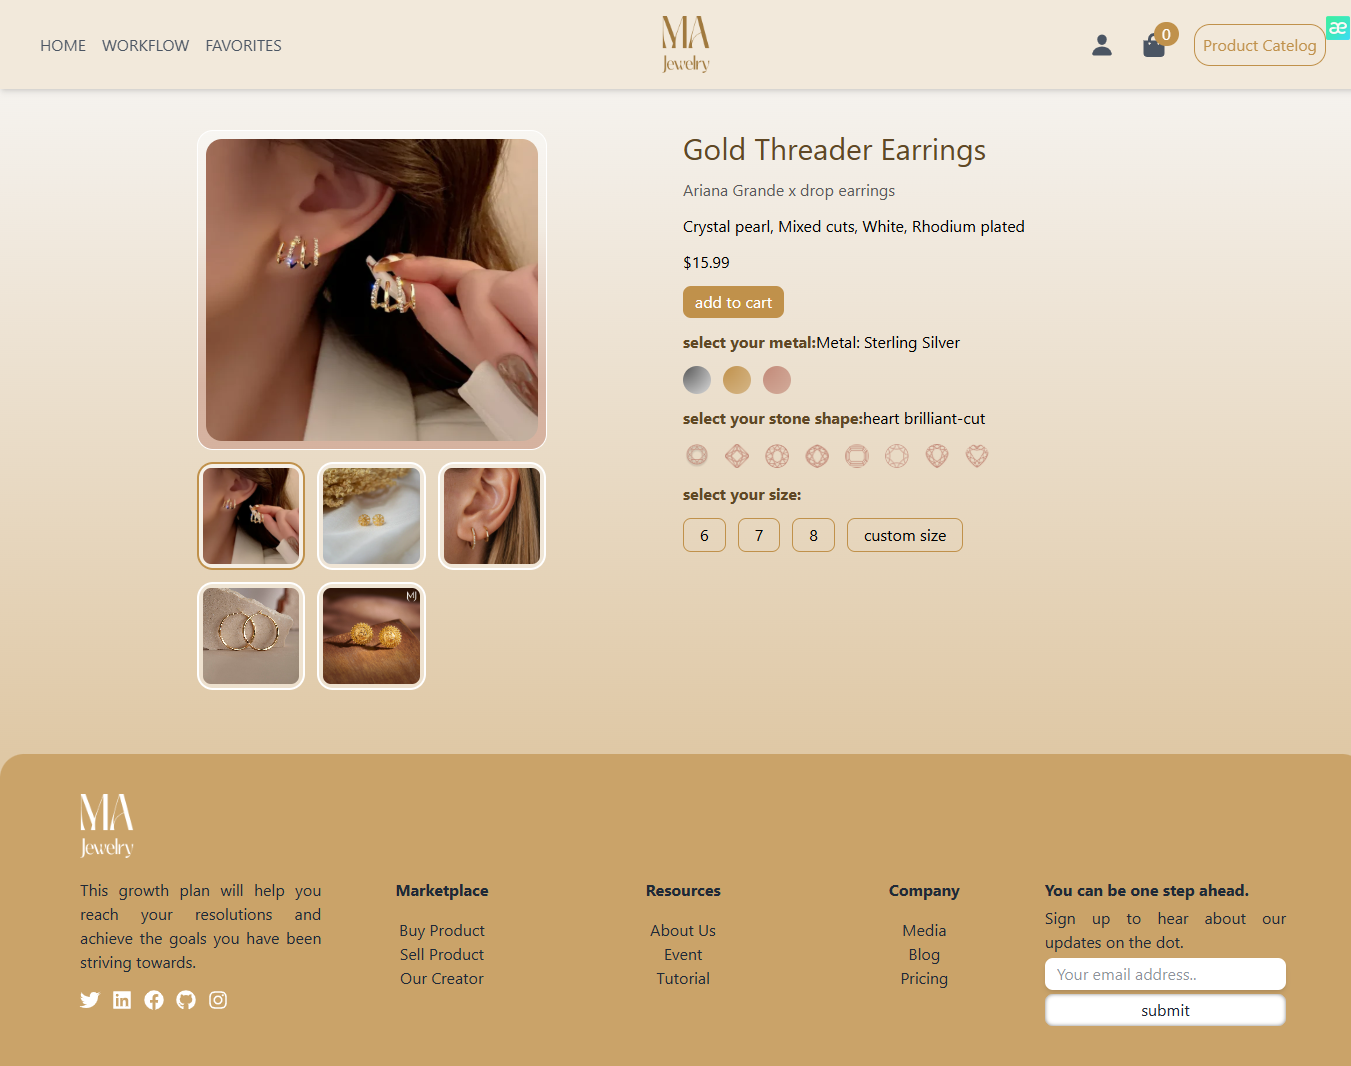 HOME WORKFLOW FAVORITES
MA
Jewelry
0
Product Catelog
æ
Gold Threader Earrings
Ariana Grande x drop earrings
Crystal pearl, Mixed cuts, White, Rhodium plated
$15.99
add to cart
select your metal:Metal: Sterling Silver
select your stone shape:heart brilliant-cut
select your size:
6 7 8 custom size
MJ
MA
Jewelry
This growth plan will help you
reach your resolutions and
achieve the goals you have been
striving towards.
Marketplace
Buy Product
Sell Product
Our Creator
Resources
About Us
Event
Tutorial
Company
Media
Blog
Pricing
You can be one step ahead.
Sign up to hear about our
updates on the dot.
Your email address..
submit